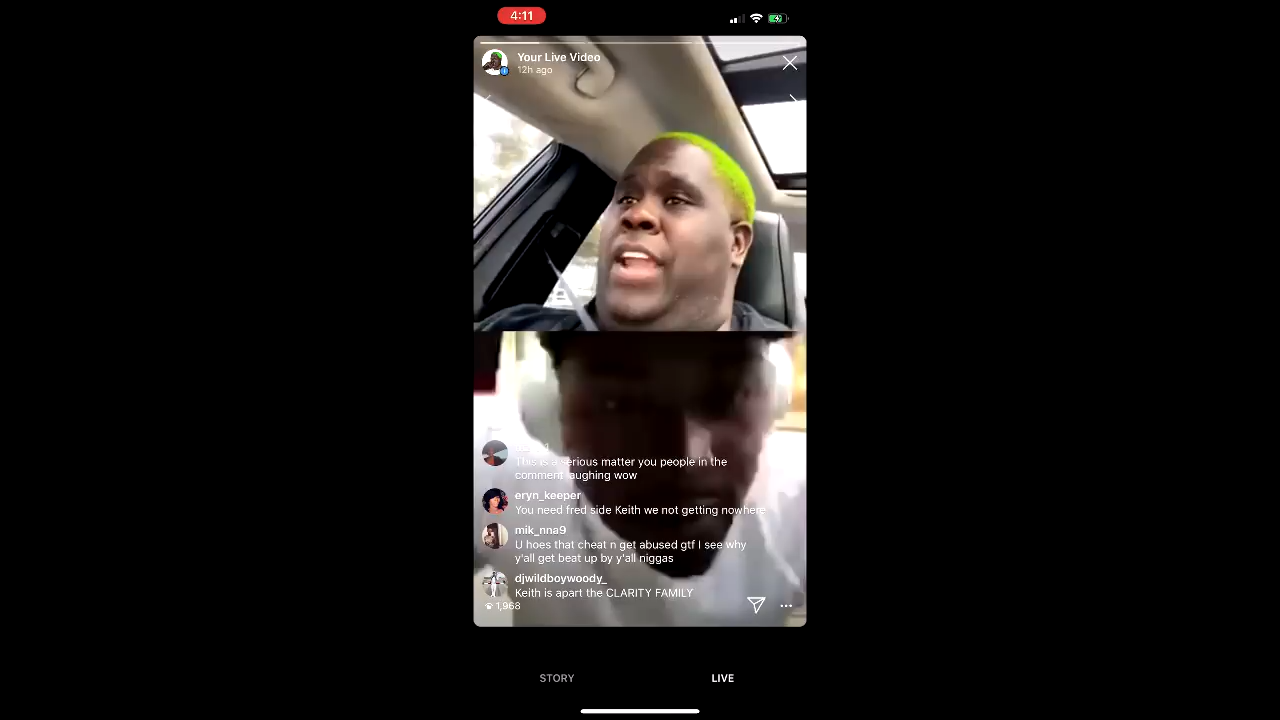 4:11
Your Live Video
12h ago
This is a serious matter you people in the
comment laughing wow
eryn_keeper
You need fred side Keith we not getting nowhere
mik_nna9
U hoes that cheat n get abused gtf I see why
y'all get beat up by y'all niggas
djwildboywoody_
Keith is apart the CLARITY FAMILY
1,968
STORY
LIVE